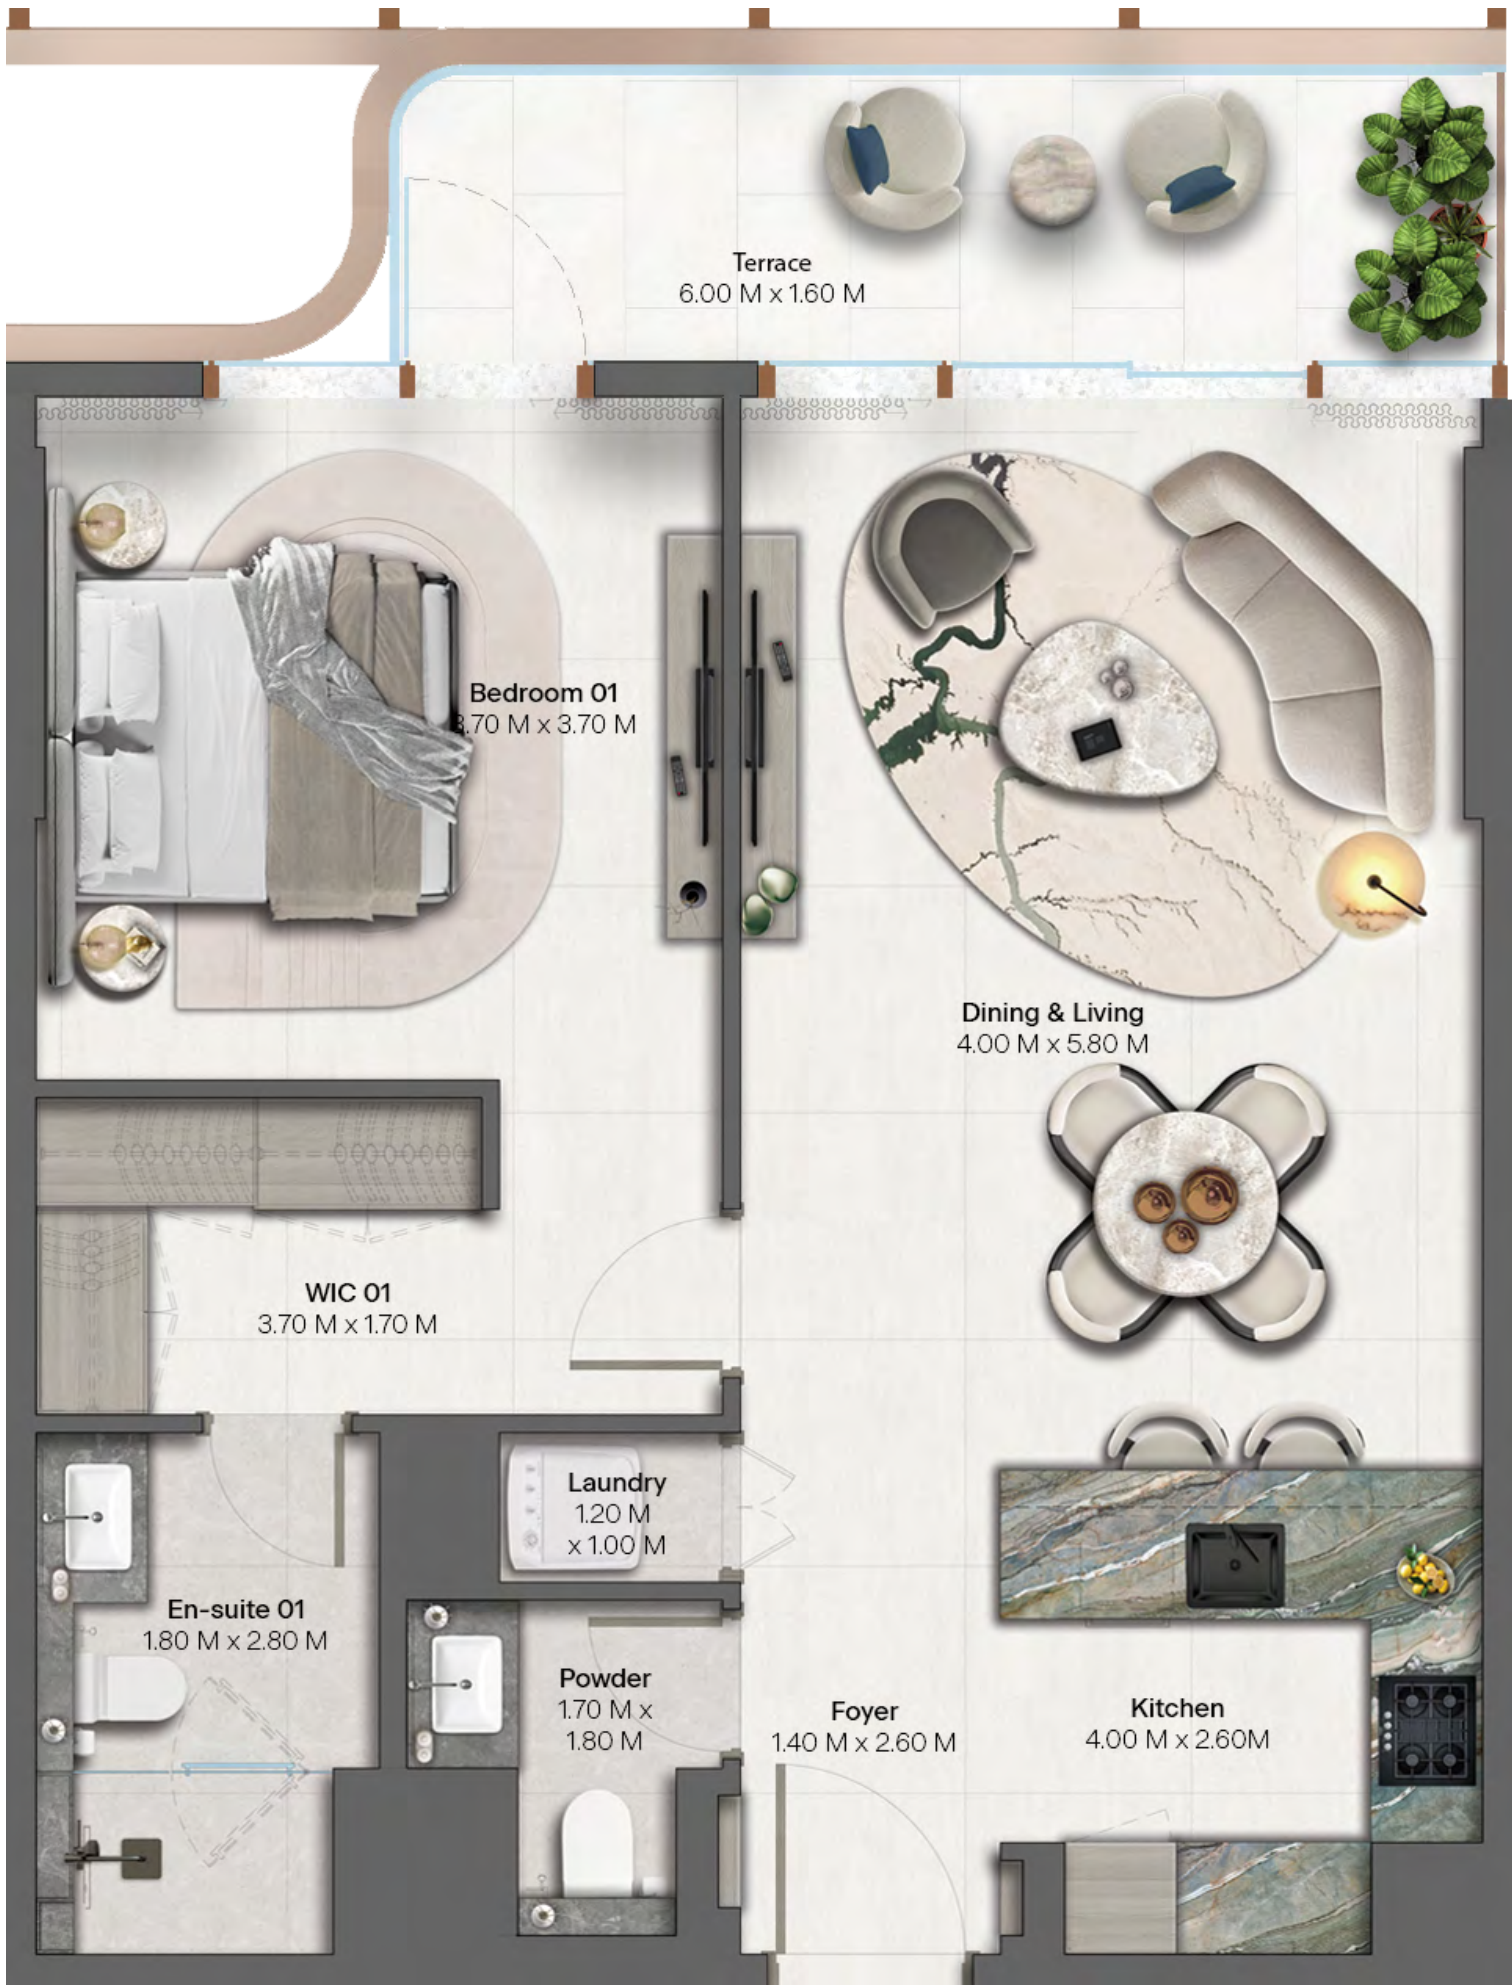 Terrace
6.00 M x 1.60 M
Bedroom 01
3.70 M x 3.70 M
Dining & Living
4.00 M x 5.80 M
WIC 01
3.70 M x 1.70 M
Laundry
1.20 M
x 1.00 M
En-suite 01
1.80 M x 2.80 M
Powder
1.70 M x
1.80 M
Foyer
1.40 M x 2.60 M
Kitchen
4.00 M x 2.60M